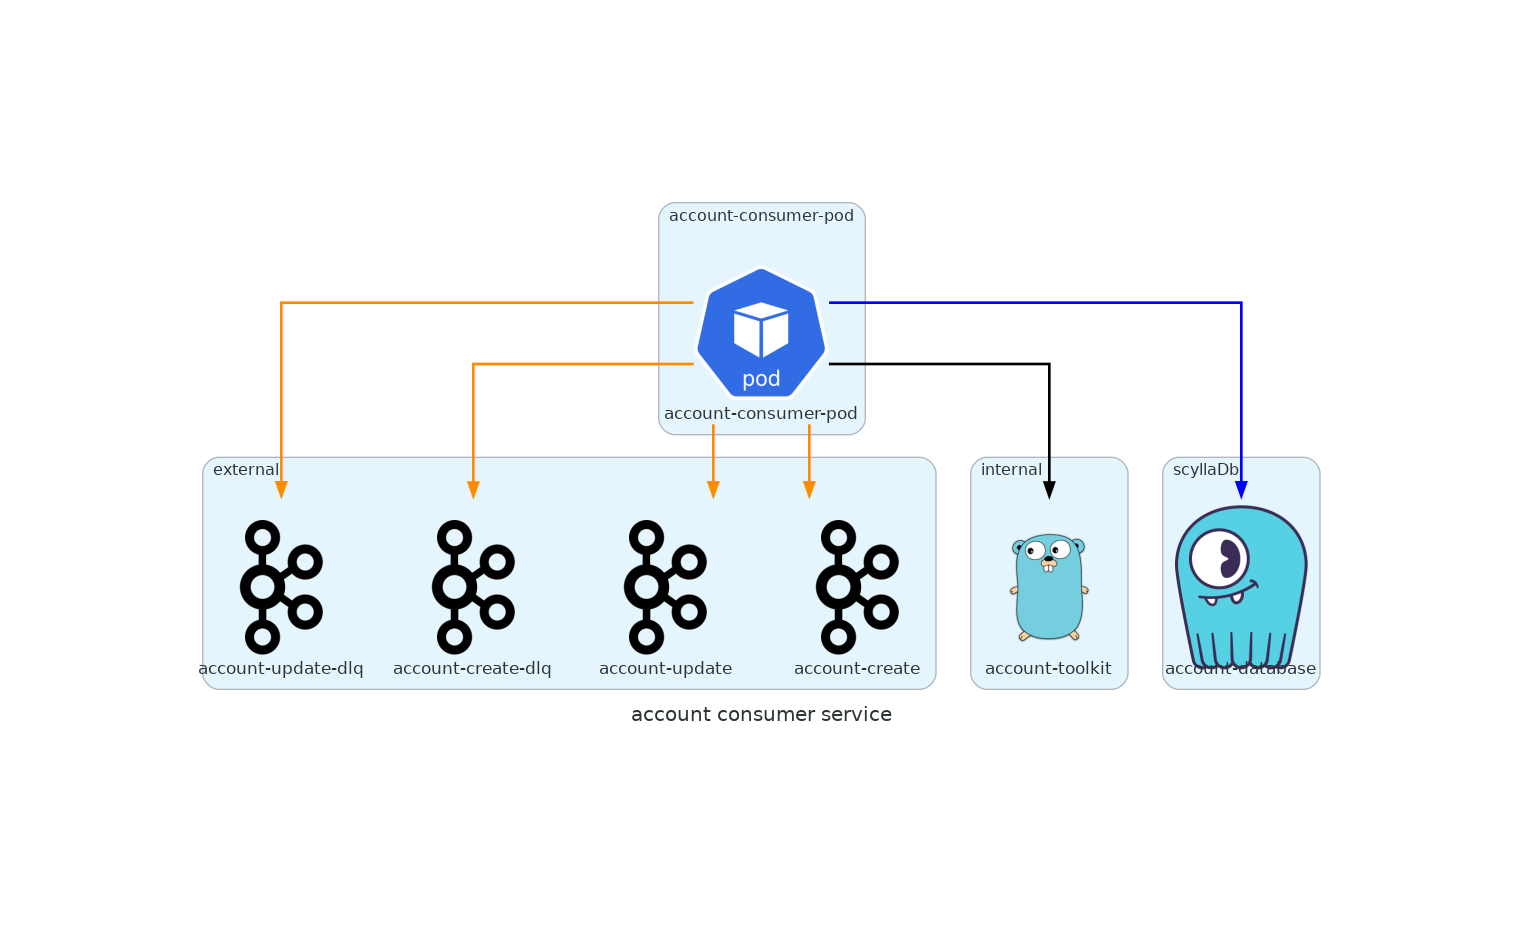 account-consumer-pod
pod
account-consumer-pod
external
internal
scyllaDb
account-update-dlq
account-create-dlq
account-update
account-create
account-toolkit
account-database
account consumer service